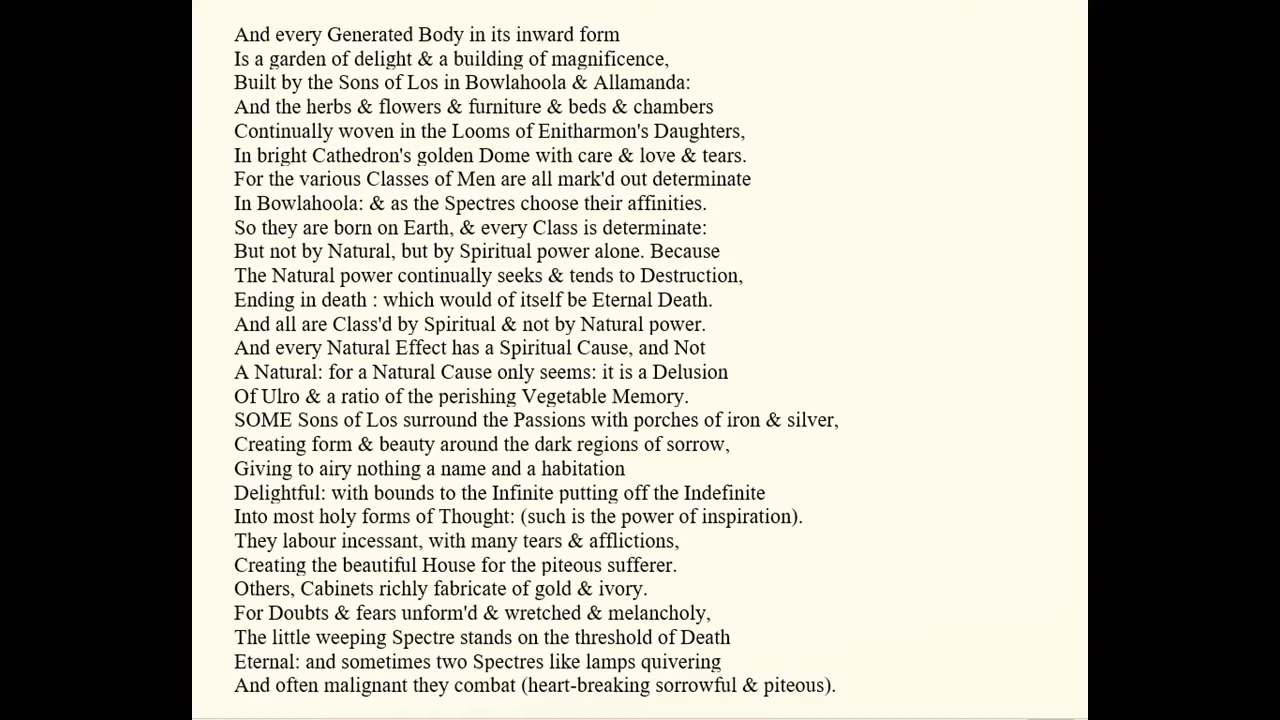 And every Generated Body in its inward form
Is a garden of delight & a building of magnificence,
Built by the Sons of Los in Bowlahoola & Allamanda:
And the herbs & flowers & furniture & beds & chambers
Continually woven in the Looms of Enitharmon's Daughters,
In bright Cathedron's golden Dome with care & love & tears.
For the various Classes of Men are all mark'd out determinate
In Bowlahoola: & as the Spectres choose their affinities.
So they are born on Earth, & every Class is determinate:
But not by Natural, but by Spiritual power alone. Because
The Natural power continually seeks & tends to Destruction,
Ending in death : which would of itself be Eternal Death.
And all are Class'd by Spiritual & not by Natural power.
And every Natural Effect has a Spiritual Cause, and Not
A Natural: for a Natural Cause only seems: it is a Delusion
Of Ulro & a ratio of the perishing Vegetable Memory.
SOME Sons of Los surround the Passions with porches of iron & silver,
Creating form & beauty around the dark regions of sorrow,
Giving to airy nothing a name and a habitation
Delightful: with bounds to the Infinite putting off the Indefinite
Into most holy forms of Thought: (such is the power of inspiration).
They labour incessant, with many tears & afflictions,
Creating the beautiful House for the piteous sufferer.
Others, Cabinets richly fabricate of gold & ivory.
For Doubts & fears unform'd & wretched & melancholy,
The little weeping Spectre stands on the threshold of Death
Eternal: and sometimes two Spectres like lamps quivering
And often malignant they combat (heart-breaking sorrowful & piteous).